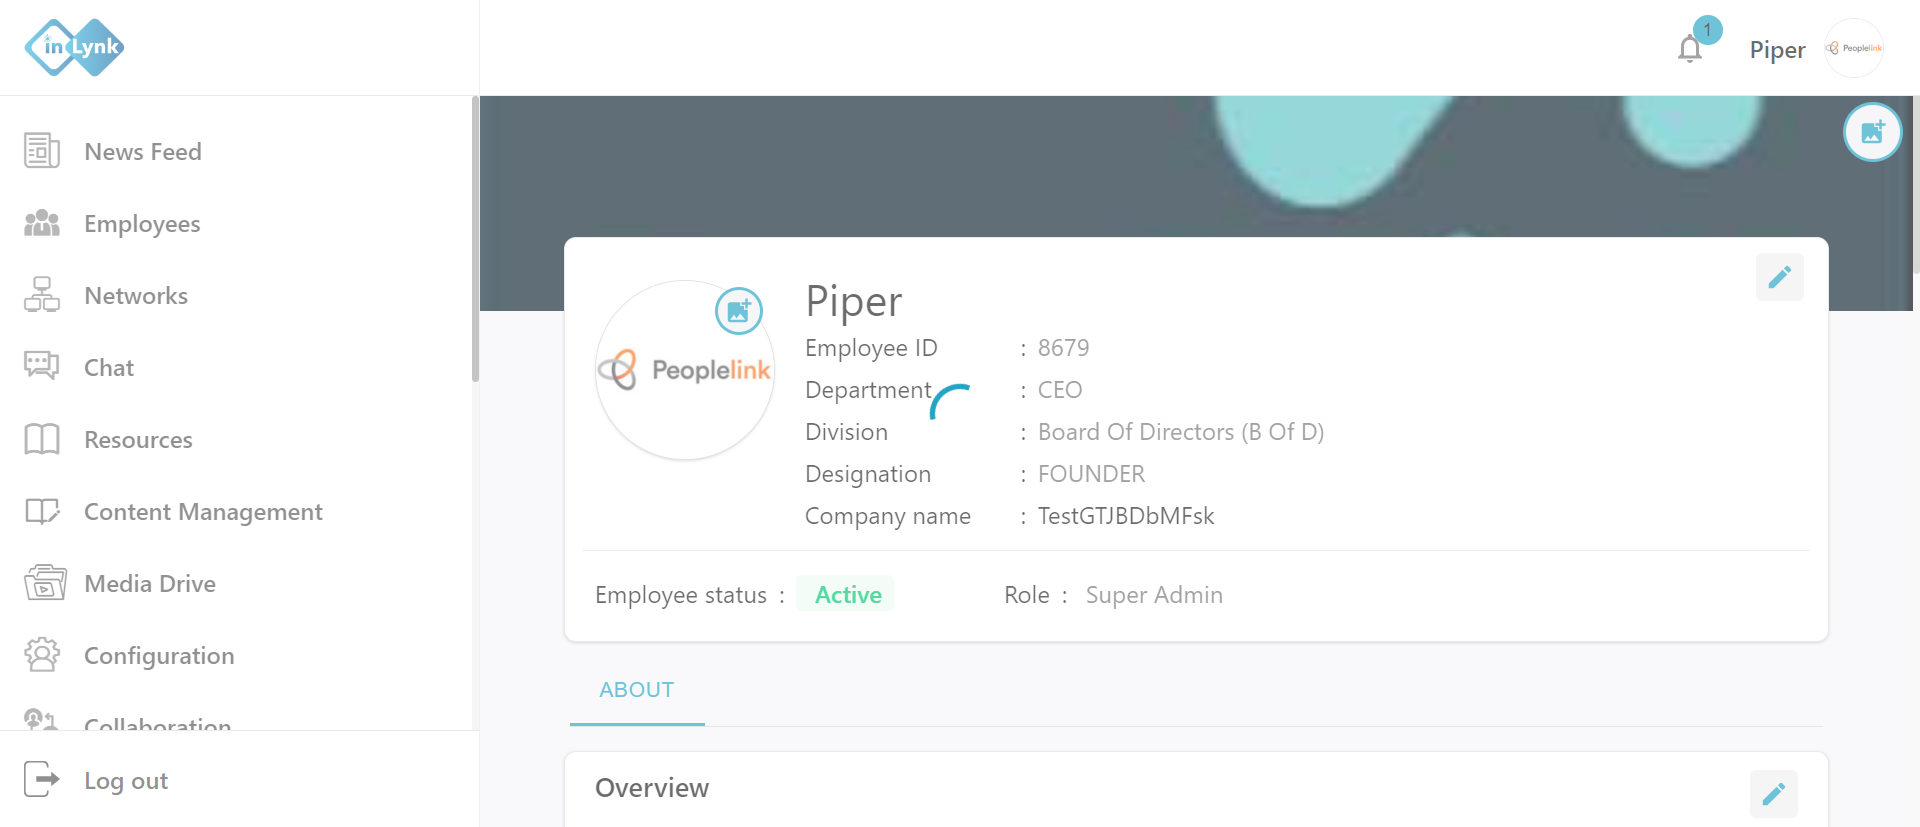 in Lynk
1
Piper
Peoplelink
News Feed
Employees
Networks
Chat
Resources
Content Management
Media Drive
Configuration
Collaboration
Log out
Peoplelink
Piper
Employee ID : 8679
Department : CEO
Division : Board Of Directors (B Of D)
Designation : FOUNDER
Company name : TestGTJBDbMFsk
Employee status : Active Role : Super Admin
ABOUT
Overview